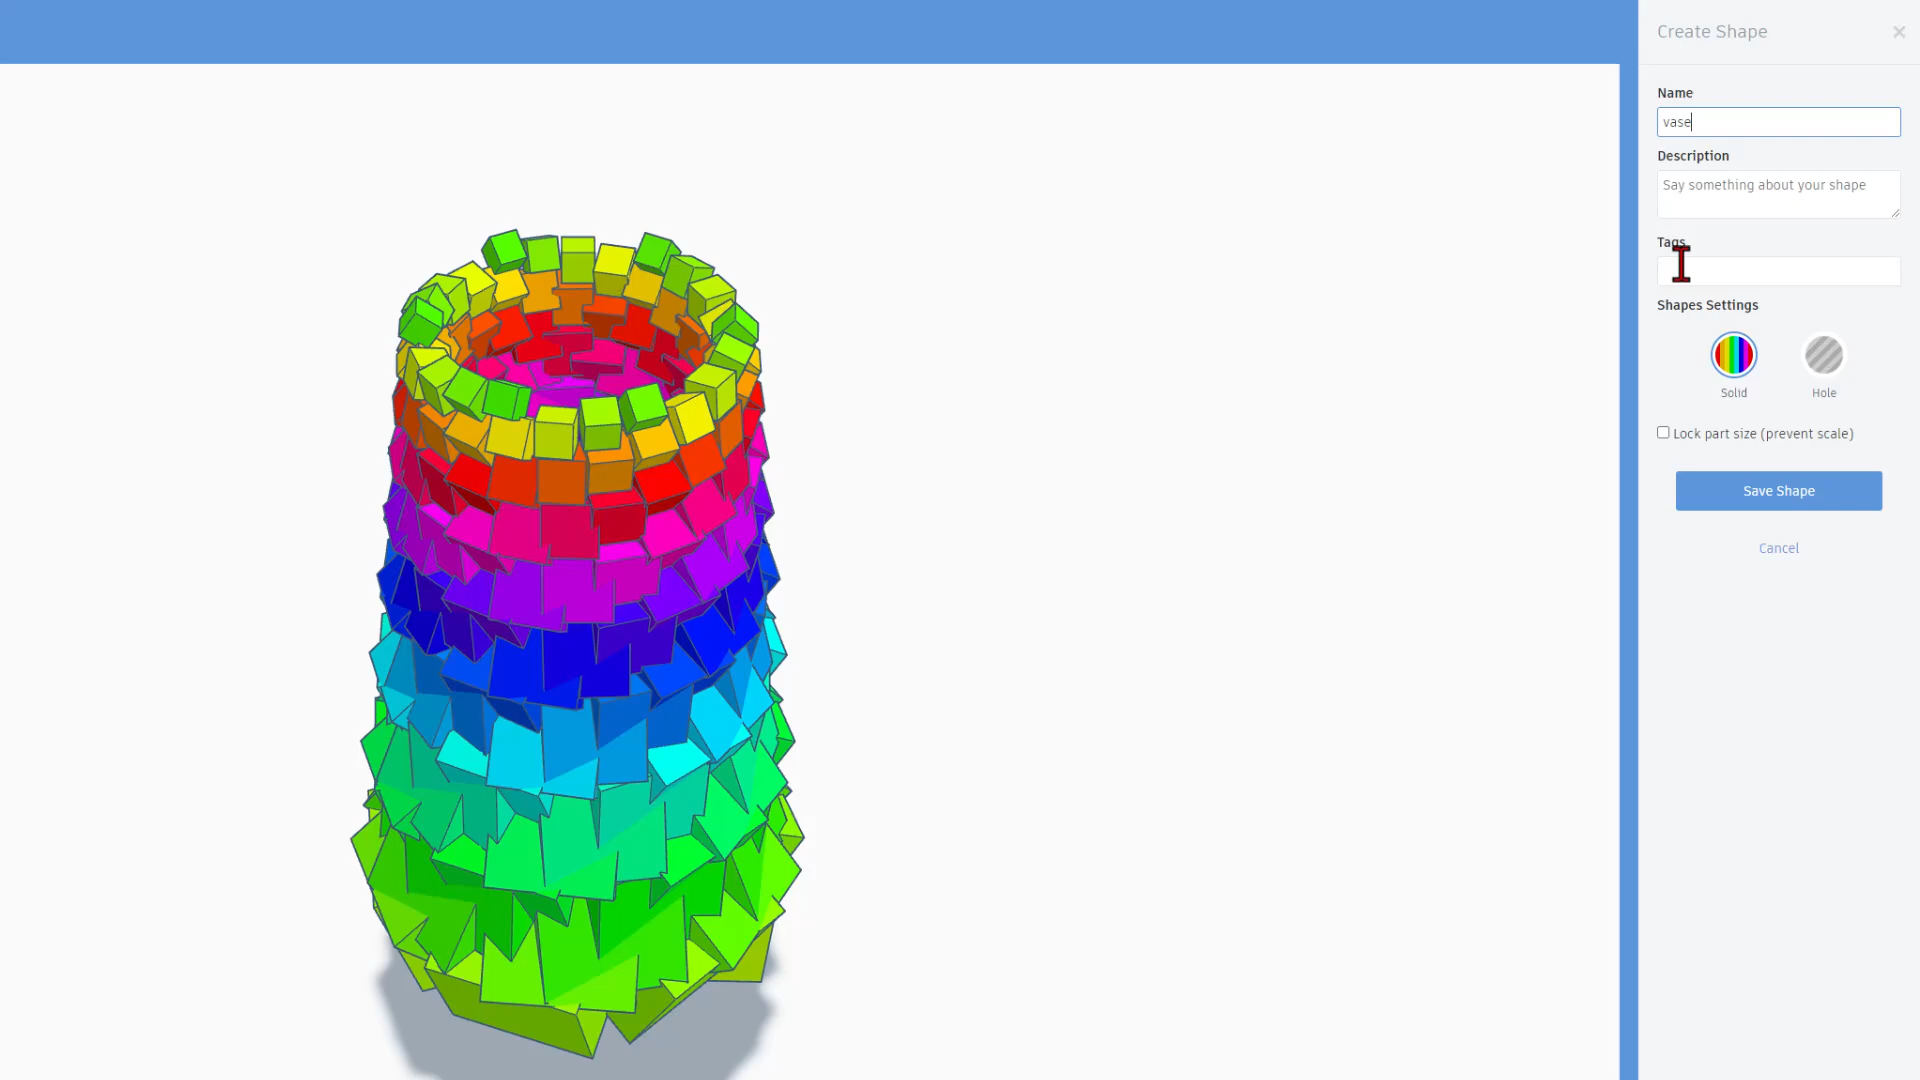 Create Shape
Name
vase
Description
Say something about your shape
Tags
Shapes Settings
Solid
Hole
Lock part size (prevent scale)
Save Shape
Cancel